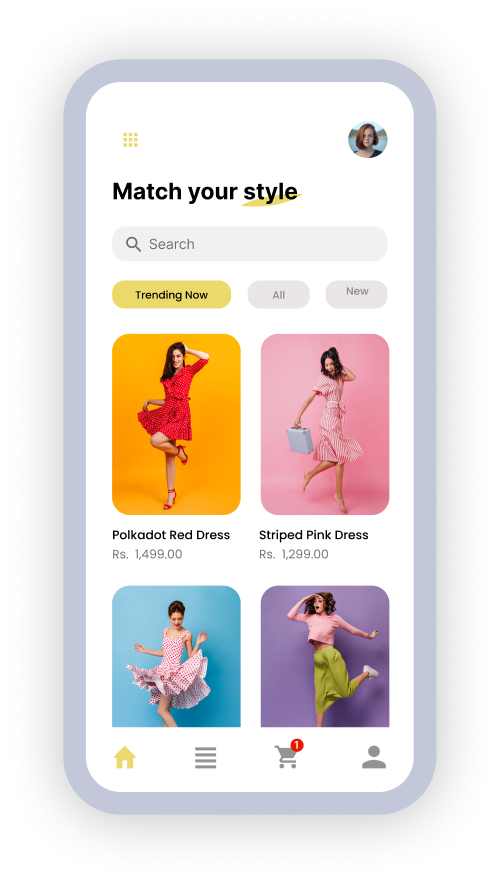 Match your style
Search
Trending Now
All
New
Polkadot Red Dress
Striped Pink Dress
Rs. 1,499.00
Rs. 1,299.00
1